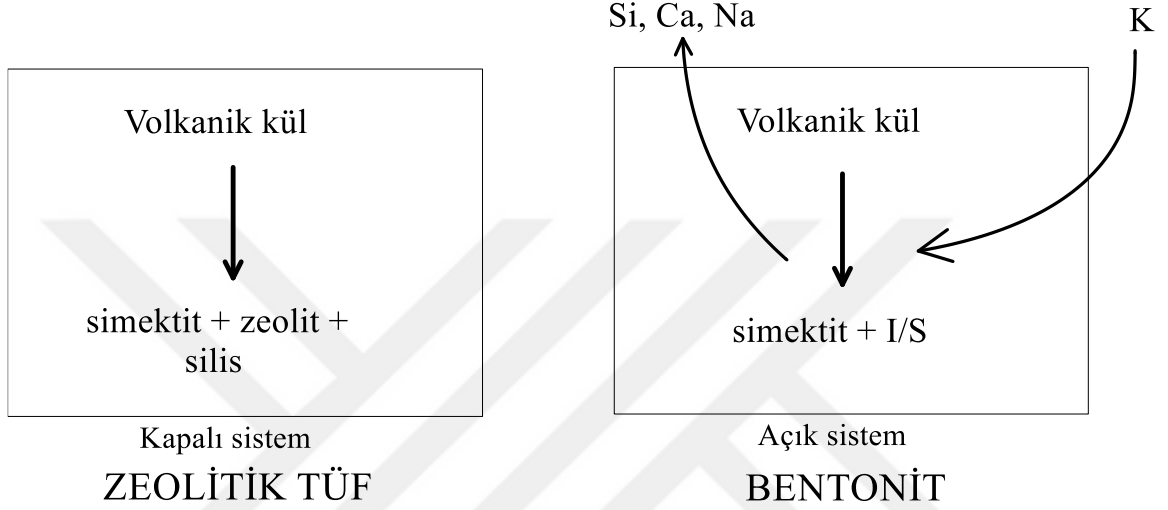 Volkanik kül
simektit + zeolit +
silis
Kapalı sistem
ZEOLİTİK TÜF
Si, Ca, Na
K
Volkanik kül
simektit + I/S
Açık sistem
BENTONİT